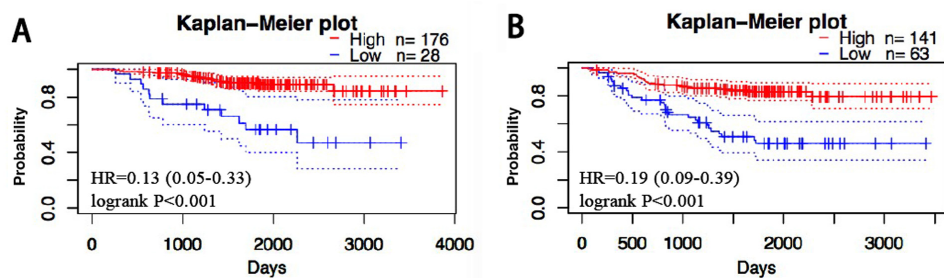 A
Kaplan-Meier plot
High n= 176
Low n= 28
Probability
0.8
0.4
0.0
HR=0.13 (0.05-0.33)
logrank P<0.001
0 1000 2000 3000 4000
Days
B
Kaplan-Meier plot
High n= 141
Low n= 63
Probability
0.8
0.4
0.0
HR=0.19 (0.09-0.39)
logrank P<0.001
0 500 1000 2000 3000
Days